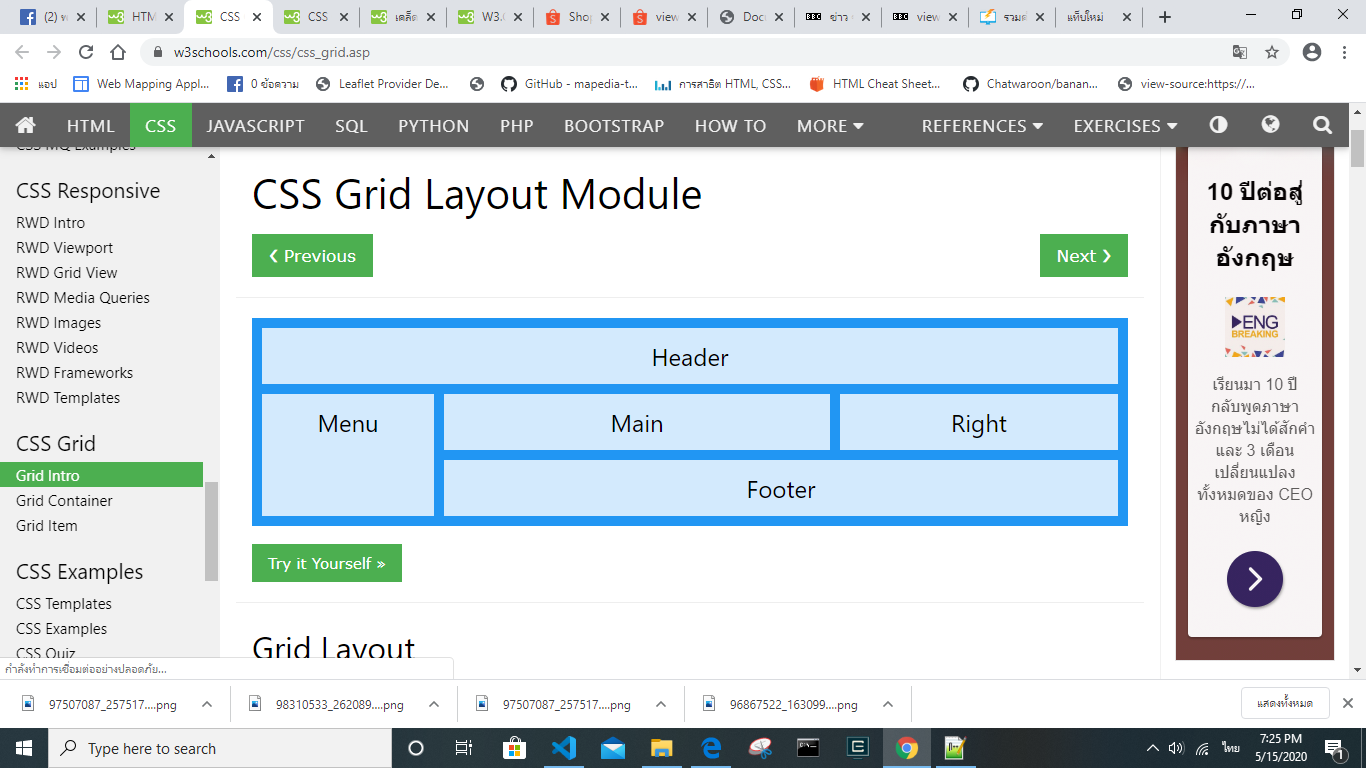 (2) พ
HTM
CSS
CSS
เคล็ด
W3.C
Shop
view
Docu
BBC ข่าว
BBC view
รวมค
แท็บใหม่
w3schools.com/css/css_grid.asp
แอป
Web Mapping Appl...
0 ข้อความ
Leaflet Provider De...
GitHub - mapedia-t...
การสาธิต HTML, CSS...
HTML Cheat Sheet...
Chatwaroon/banan...
view-source:https://...
HTML
CSS
JAVASCRIPT
SQL
PYTHON
PHP
BOOTSTRAP
HOW TO
MORE
REFERENCES
EXERCISES
CSS MQ Examples
CSS Responsive
RWD Intro
RWD Viewport
RWD Grid View
RWD Media Queries
RWD Images
RWD Videos
RWD Frameworks
RWD Templates
CSS Grid
Grid Intro
Grid Container
Grid Item
CSS Examples
CSS Templates
CSS Examples
CSS Quiz
CSS Grid Layout Module
❮ Previous
Next ❯
Header
Menu
Main
Right
Footer
Try it Yourself »
Grid Layout
10 ปีต่อสู่
กับภาษา
อังกฤษ
ENG
BREAKING
เรียนมา 10 ปี
กลับพูดภาษา
อังกฤษไม่ได้สักคำ
และ 3 เดือน
เปลี่ยนแปลง
ทั้งหมดของ CEO
หญิง
กำลังทำการเชื่อมต่ออย่างปลอดภัย...
97507087_257517....png
98310533_262089....png
97507087_257517....png
96867522_163099....png
แสดงทั้งหมด
Type here to search
ไทย
7:25 PM
5/15/2020
1